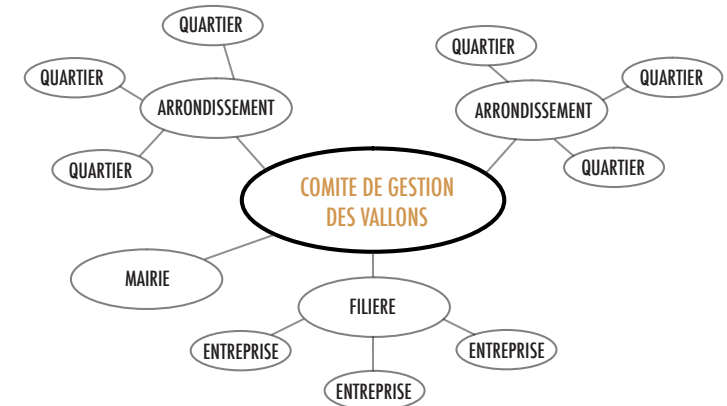 QUARTIER
QUARTIER
QUARTIER
QUARTIER
ARRONDISSEMENT
ARRONDISSEMENT
QUARTIER
QUARTIER
COMITE DE GESTION
DES VALLONS
MAIRIE
FILIERE
ENTREPRISE
ENTREPRISE
ENTREPRISE